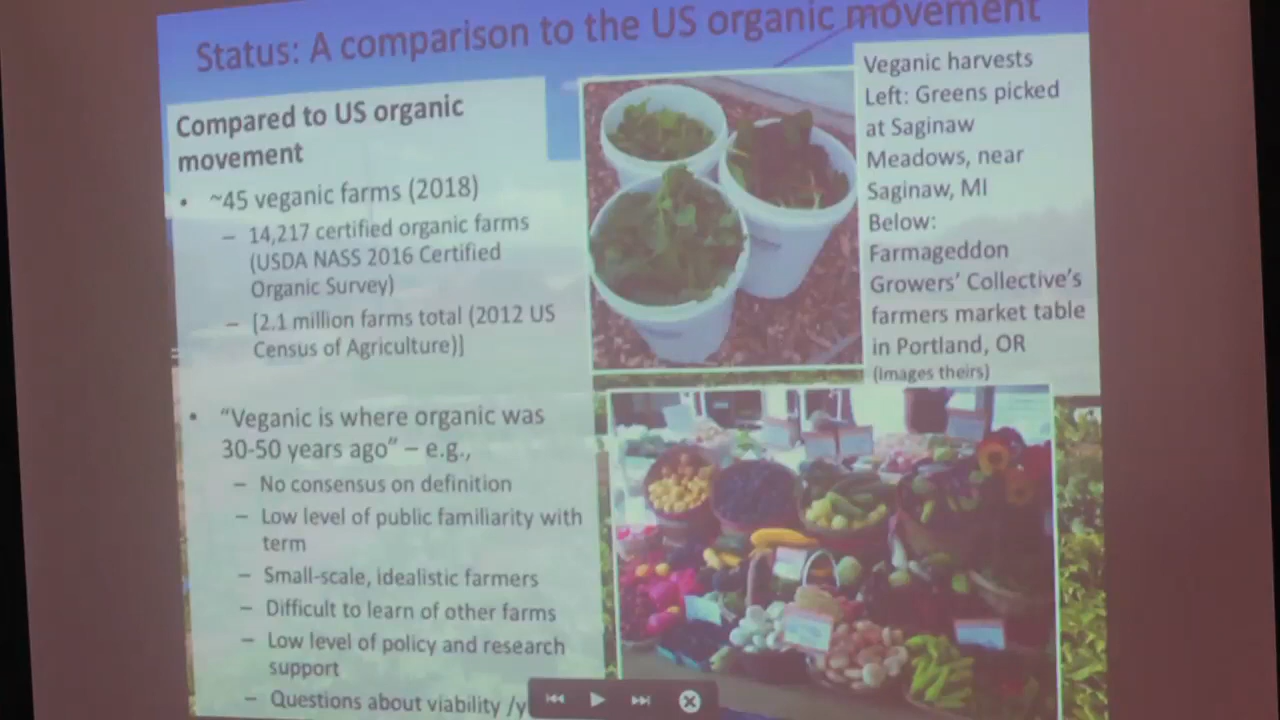 Status: A comparison to the US organic movement
Compared to US organic
movement
• ~45 veganic farms (2018)
– 14,217 certified organic farms
(USDA NASS 2016 Certified
Organic Survey)
– [2.1 million farms total (2012 US
Census of Agriculture)]
• “Veganic is where organic was
30-50 years ago” – e.g.,
– No consensus on definition
– Low level of public familiarity with
term
– Small-scale, idealistic farmers
– Difficult to learn of other farms
– Low level of policy and research
support
– Questions about viability /y
Veganic harvests
Left: Greens picked
at Saginaw
Meadows, near
Saginaw, MI
Below:
Farmageddon
Growers’ Collective’s
farmers market table
in Portland, OR
(Images theirs)